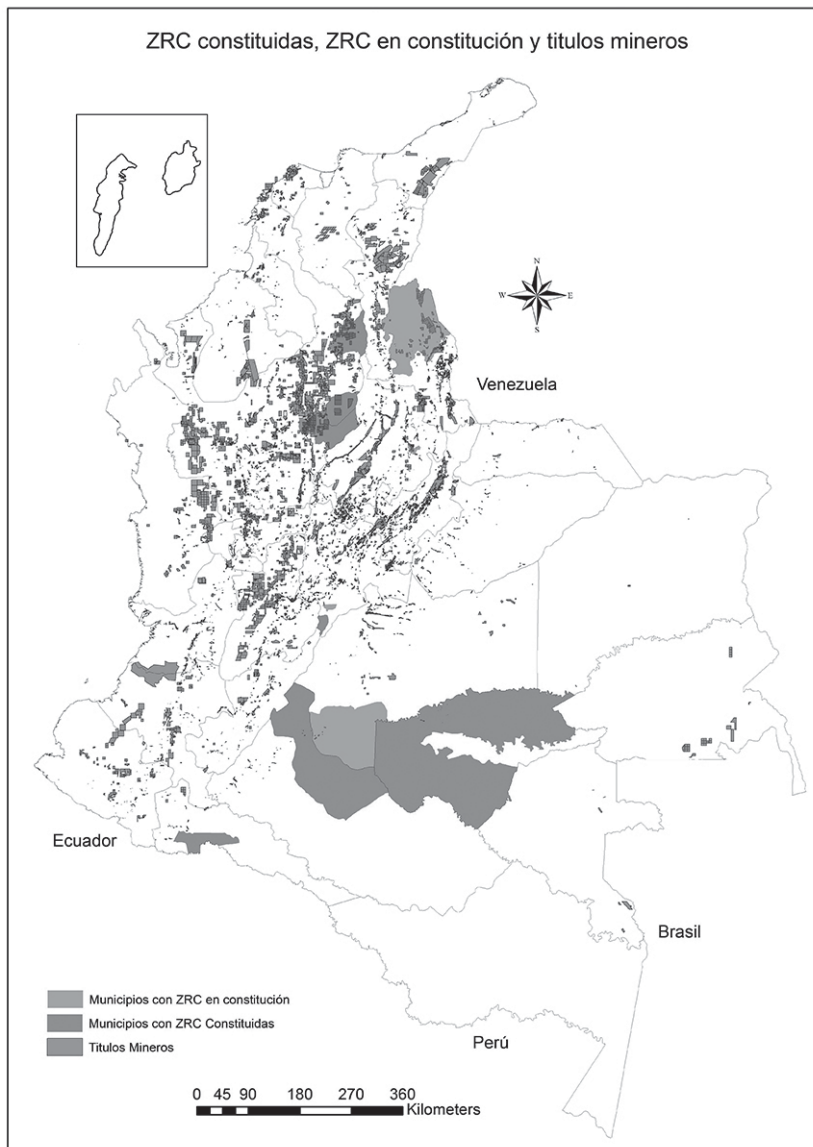 ZRC constituidas, ZRC en constitución y titulos mineros
N
W E
S
Venezuela
Ecuador
Brasil
Perú
Municipios con ZRC en constitución
Municipios con ZRC Constituidas
Titulos Mineros
0 45 90 180 270 360
Kilometers